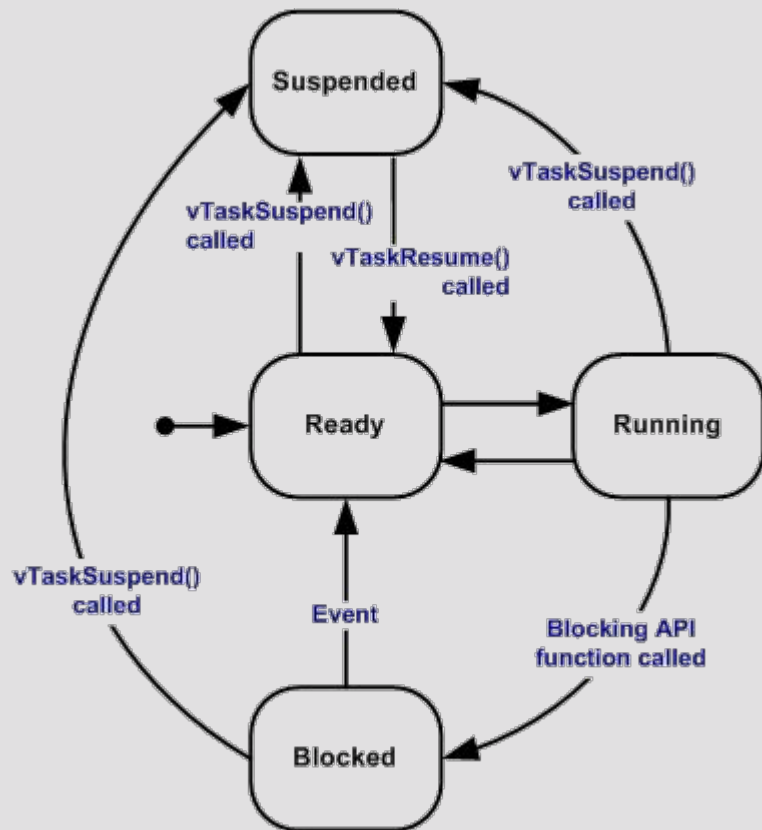 Suspended
vTaskSuspend()
called
vTaskSuspend()
called
vTaskResume()
called
Ready
Running
vTaskSuspend()
called
Event
Blocking API
function called
Blocked